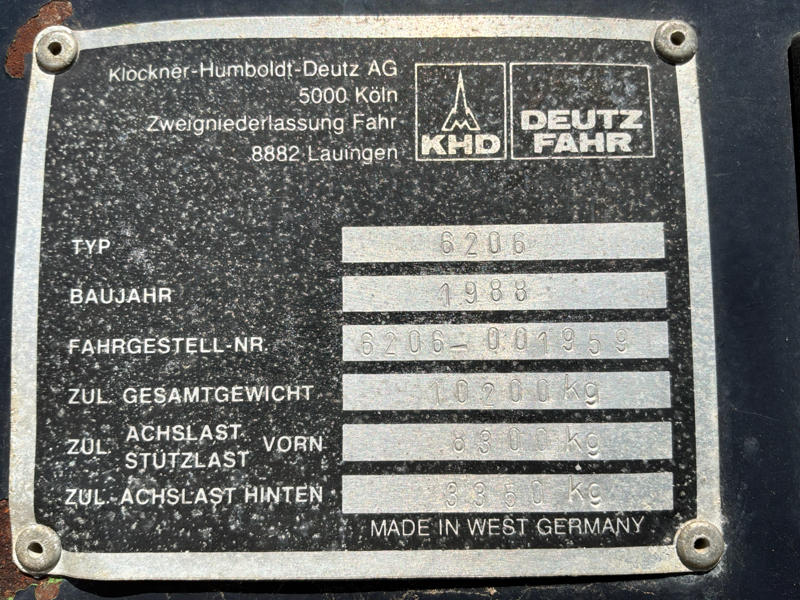 Klöckner-Humboldt-Deutz AG
5000 Köln
Zweigniederlassung Fahr
8882 Lauingen
KHD
DEUTZ
FAHR
TYP 6206
BAUJAHR 1988
FAHRGESTELL-NR. 6206-001959
ZUL. GESAMTGEWICHT 10200 kg
ZUL. ACHSLAST STÜTZLAST VORN 8300 kg
ZUL. ACHSLAST HINTEN 3350 kg
MADE IN WEST GERMANY